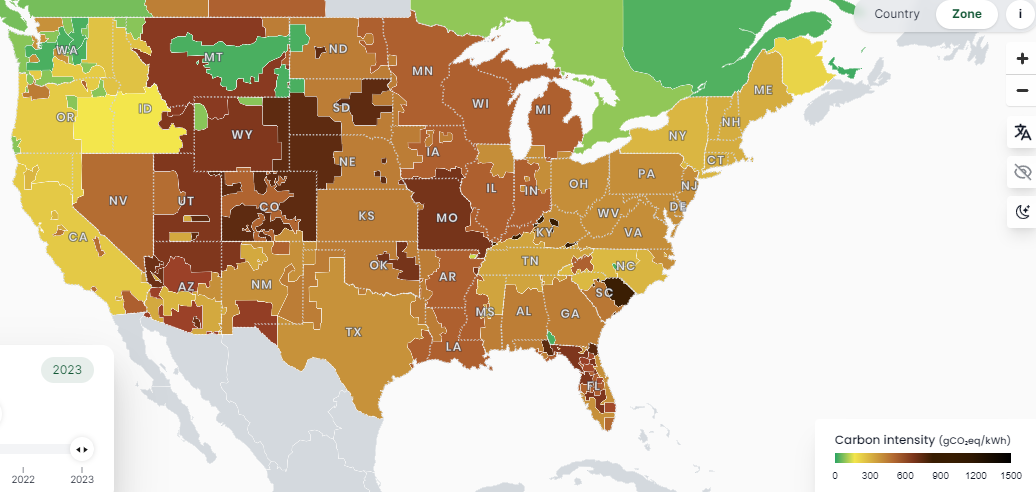 Country Zone i
WA MT ND MN
OR ID SD WI MI ME
WY NH
NY
IA CT
NE PA
NV UT CO IL IN OH NJ
KS MO WV DE
CA KY VA
OK TN NC
AZ NM AR SC
MS AL GA
TX
LA
FL
2023
2022 2023
Carbon intensity (gCO₂eq/kWh)
0 300 600 900 1200 1500